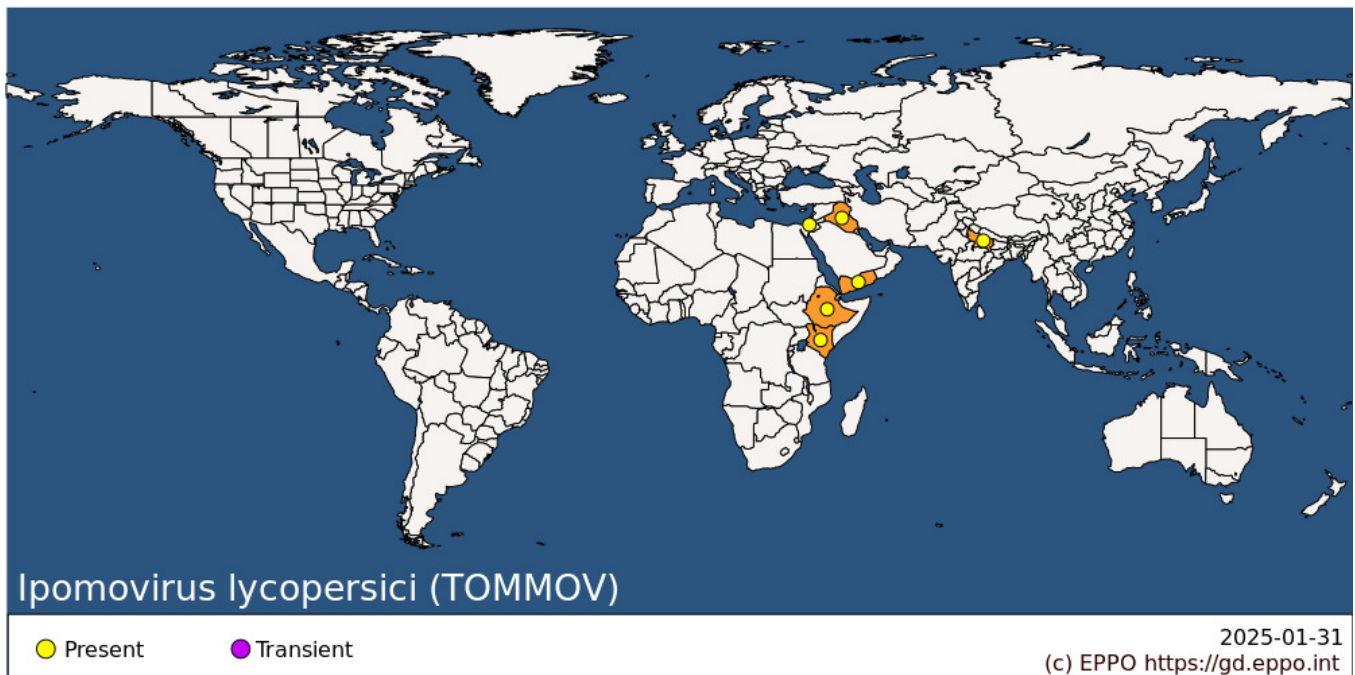 Ipomovirus lycopersici (TOMMOV)
Present
Transient
2025-01-31
(c) EPPO https://gd.eppo.int